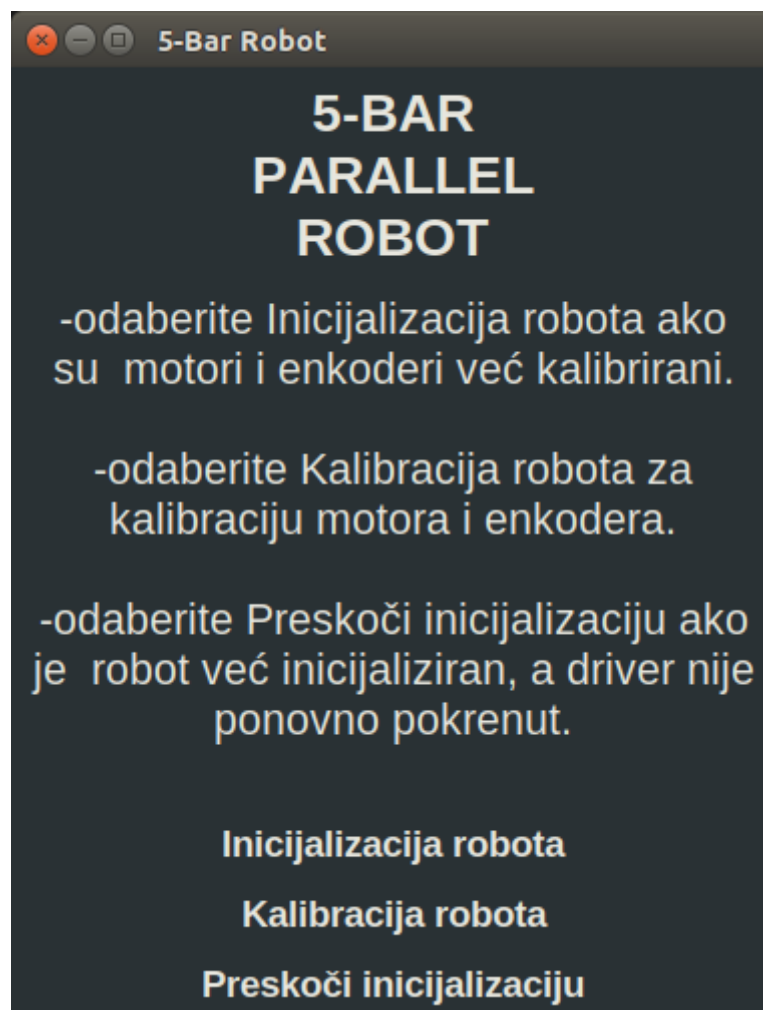 5-Bar Robot
5-BAR
PARALLEL
ROBOT
-odaberite Inicijalizacija robota ako
su  motori i enkoderi već kalibrirani.
-odaberite Kalibracija robota za
kalibraciju motora i enkodera.
-odaberite Preskoči inicijalizaciju ako
je  robot već inicijaliziran, a driver nije
ponovno pokrenut.
Inicijalizacija robota
Kalibracija robota
Preskoči inicijalizaciju